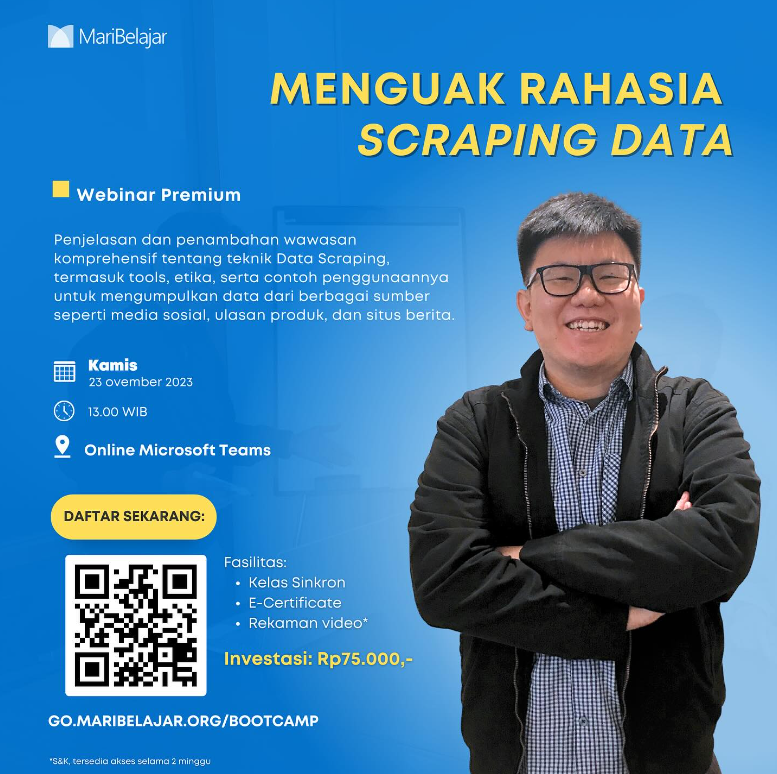 MariBelajar
MENGUAK RAHASIA
SCRAPING DATA
Webinar Premium
Penjelasan dan penambahan wawasan
komprehensif tentang teknik Data Scraping,
termasuk tools, etika, serta contoh penggunaannya
untuk mengumpulkan data dari berbagai sumber
seperti media sosial, ulasan produk, dan situs berita.
Kamis
23 ovember 2023
13.00 WIB
Online Microsoft Teams
DAFTAR SEKARANG:
Fasilitas:
• Kelas Sinkron
• E-Certificate
• Rekaman video*
Investasi: Rp75.000,-
GO.MARIBELAJAR.ORG/BOOTCAMP
*S&K, tersedia akses selama 2 minggu